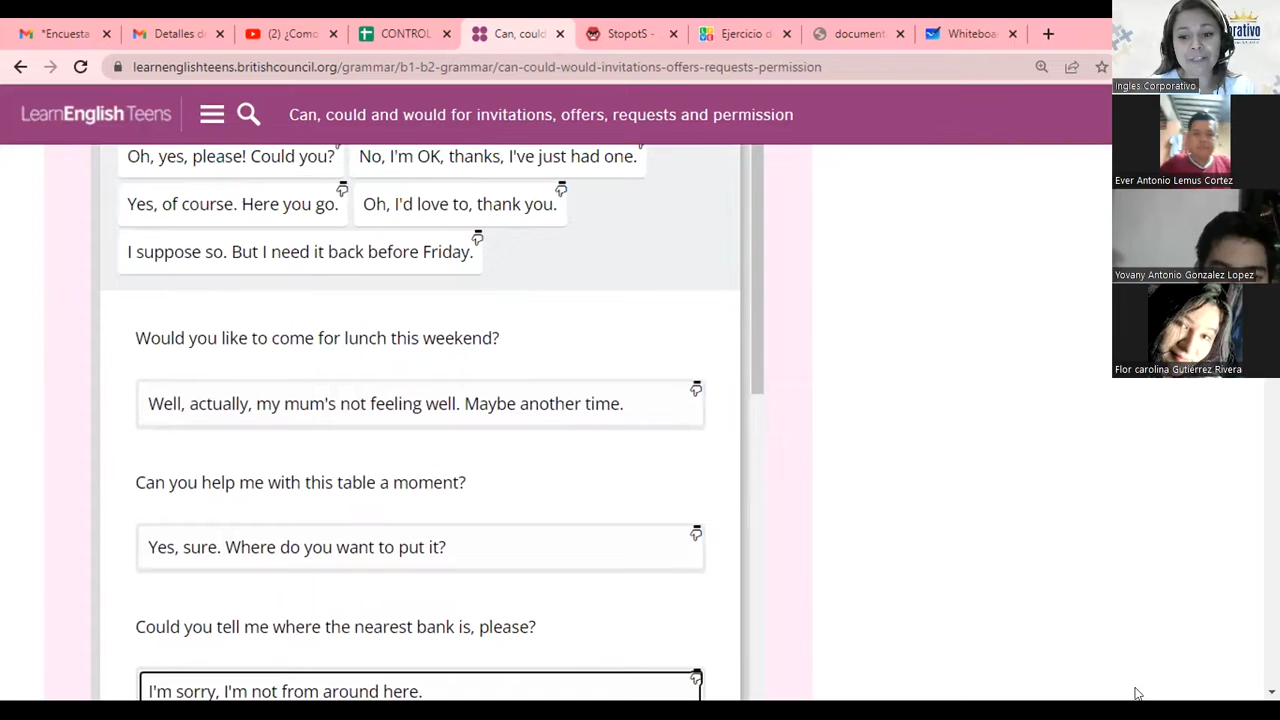 *Encuesta
Detalles de
(2) ¿Como
CONTROL
Can, could
StopotS -
Ejercicio d
document
Whiteboa
learnenglishteens.britishcouncil.org/grammar/b1-b2-grammar/can-could-would-invitations-offers-requests-permission
LearnEnglish Teens
Can, could and would for invitations, offers, requests and permission
Oh, yes, please! Could you?
No, I'm OK, thanks, I've just had one.
Yes, of course. Here you go.
Oh, I'd love to, thank you.
I suppose so. But I need it back before Friday.
Would you like to come for lunch this weekend?
Well, actually, my mum's not feeling well. Maybe another time.
Can you help me with this table a moment?
Yes, sure. Where do you want to put it?
Could you tell me where the nearest bank is, please?
I'm sorry, I'm not from around here.
orativo
Ingles Corporativo
Ever Antonio Lemus Cortez
Yovany Antonio Gonzalez Lopez
Flor carolina Gutiérrez Rivera